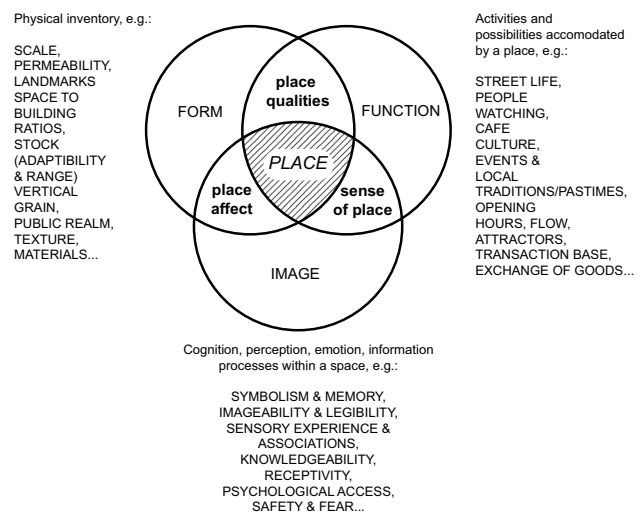 Physical inventory, e.g.:
SCALE,
PERMEABILITY,
LANDMARKS
SPACE TO
BUILDING
RATIOS,
STOCK
(ADAPTIBILITY
& RANGE)
VERTICAL
GRAIN,
PUBLIC REALM,
TEXTURE,
MATERIALS...
FORM
place
qualities
FUNCTION
PLACE
place
affect
sense
of place
IMAGE
Activities and
possibilities accomodated
by a place, e.g.:
STREET LIFE,
PEOPLE
WATCHING,
CAFE
CULTURE,
EVENTS &
LOCAL
TRADITIONS/PASTIMES,
OPENING
HOURS, FLOW,
ATTRACTORS,
TRANSACTION BASE,
EXCHANGE OF GOODS...
Cognition, perception, emotion, information
processes within a space, e.g.:
SYMBOLISM & MEMORY,
IMAGEABILITY & LEGIBILITY,
SENSORY EXPERIENCE &
ASSOCIATIONS,
KNOWLEDGEABILITY,
RECEPTIVITY,
PSYCHOLOGICAL ACCESS,
SAFETY & FEAR...